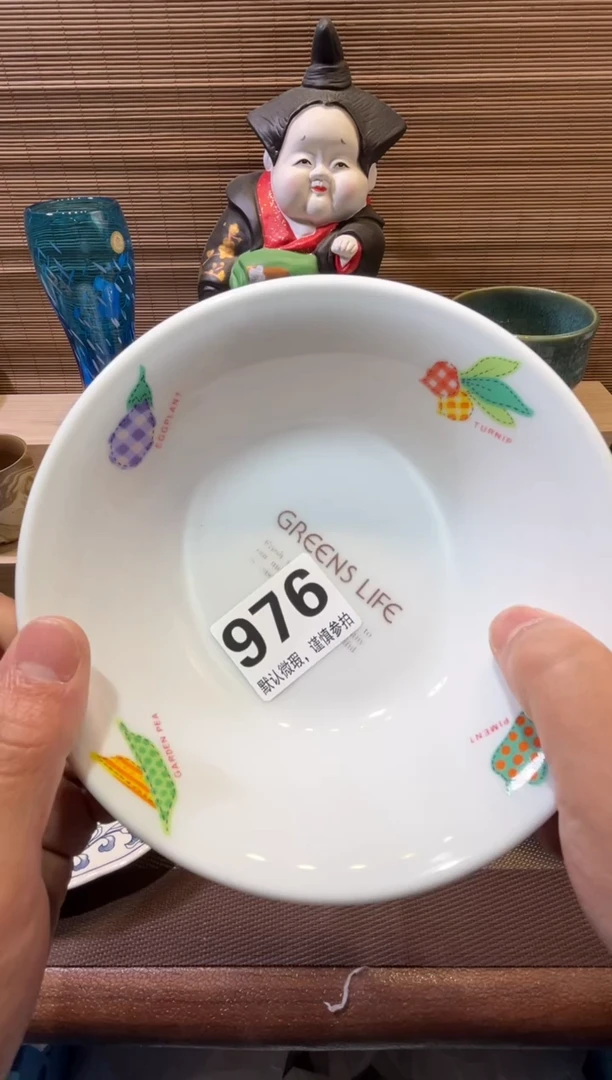 EGGPLANT
TURNIP
GREENS LIFE
976
默认微瑕，谨慎参拍
GARDEN PEA
PIMENT